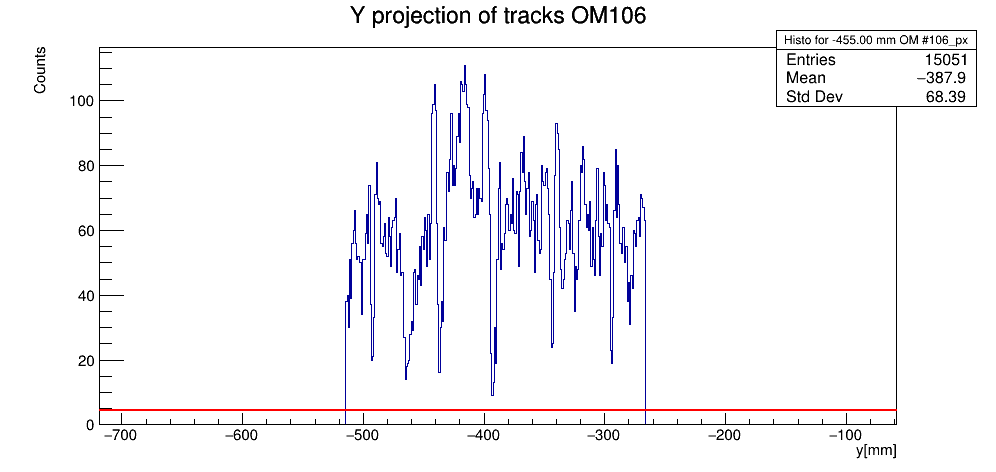 Y projection of tracks OM106
Histo for -455.00 mm OM #106_px
Entries 15051
Mean −387.9
Std Dev 68.39
Counts
100
80
60
40
20
0
−700 −600 −500 −400 −300 −200 −100
y[mm]